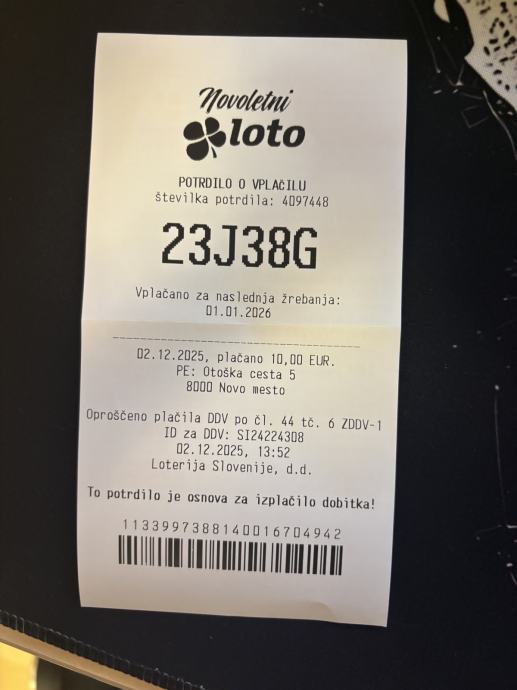 Novoletni
loto
POTRDILO O VPLAČILU
številka potrdila: 4097448
23J38G
Vplačano za naslednja žrebanja:
01.01.2026
02.12.2025, plačano 10,00 EUR.
PE: Otoška cesta 5
8000 Novo mesto
Oproščeno plačila DDV po čl. 44 tč. 6 ZDDV-1
ID za DDV: SI24224308
02.12.2025, 13:52
Loterija Slovenije, d.d.
To potrdilo je osnova za izplačilo dobitka!
1133997388140016704942